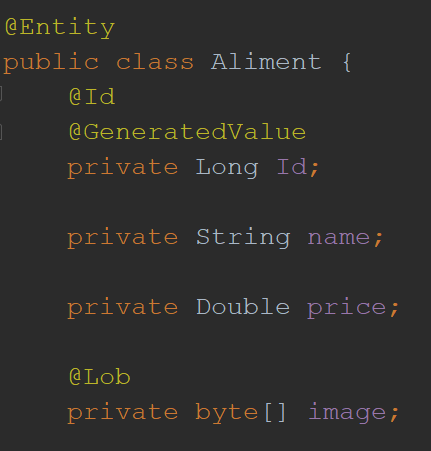 @Entity
public class Aliment {
@Id
@GeneratedValue
private Long Id;
private String name;
private Double price;
@Lob
private byte[] image;